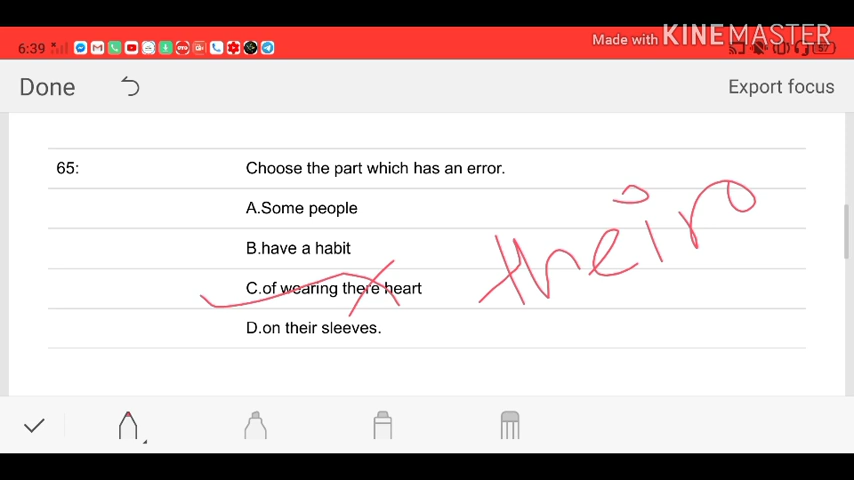 6:39
Made with KINEMASTER
57
Done
Export focus
65:
Choose the part which has an error.
A.Some people
B.have a habit
C.of wearing there heart
D.on their sleeves.
their